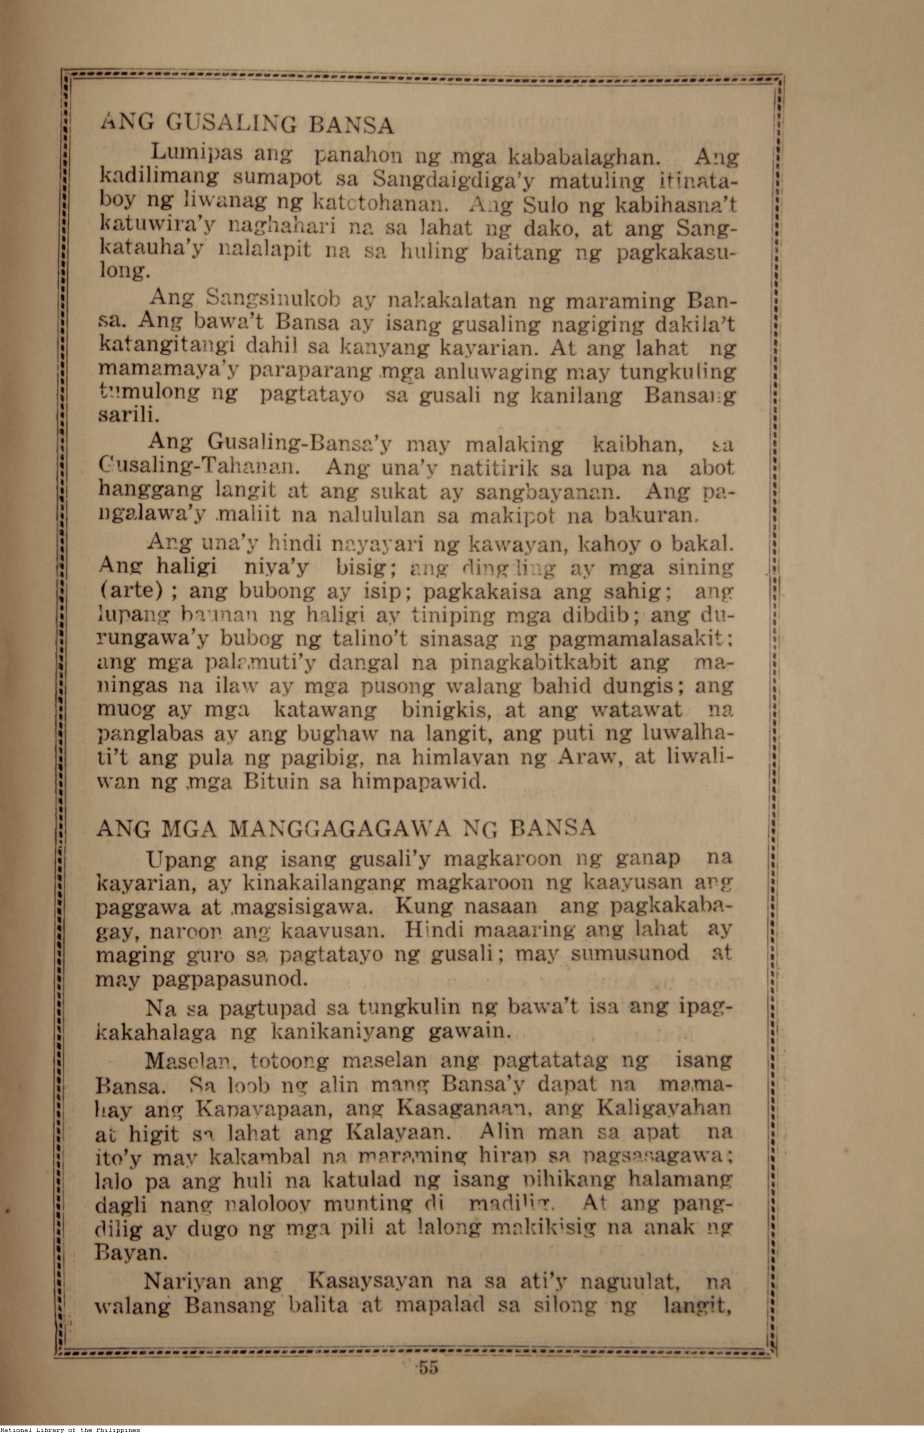 ANG GUSALING BANSA
Lumipas ang panahon ng mga kababalaghan. Ang
kadilimang sumapot sa Sangdaigdiga'y matuling itinata-
boy ng liwanag ng katotohanan. Ang Sulo ng kabihasna't
katuwira'y naghahari na sa lahat ng dako, at ang Sang-
katauha'y nalalapit na sa huling baitang ng pagkakasu-
long.
Ang Sangsinukob ay nakakalatan ng maraming Ban-
sa. Ang bawa't Bansa ay isang gusaling nagiging dakila't
katangitangi dahil sa kanyang kayarian. At ang lahat ng
mamamaya'y paraparang mga anluwaging may tungkuling
tumulong ng pagtatayo sa gusali ng kanilang Bansang
sarili.
Ang Gusaling-Bansa'y may malaking kaibhan, sa
Gusaling-Tahanan. Ang una'y natitirik sa lupa na abot
hanggang langit at ang sukat ay sangbayanan. Ang pa-
ngalawa'y maliit na nalululan sa makipot na bakuran.
Ang una'y hindi nayayari ng kawayan, kahoy o bakal.
Ang haligi niya'y bisig; ang dingding ay mga sining
(arte); ang bubong ay isip; pagkakaisa ang sahig; ang
lupang baunan ng haligi ay tiniping mga dibdib; ang du-
rungawa'y bubog ng talino't sinasag ng pagmamalasakit;
ang mga palamuti'y dangal na pinagkabitkabit ang ma-
ningas na ilaw ay mga pusong walang bahid dungis; ang
muog ay mga katawang binigkis, at ang watawat na
panglabas ay ang bughaw na langit, ang puti ng luwalha-
ti't ang pula ng pagibig, na himlayan ng Araw, at liwali-
wan ng mga Bituin sa himpapawid.
ANG MGA MANGGAGAGAWA NG BANSA
Upang ang isang gusali'y magkaroon ng ganap na
kayarian, ay kinakailangang magkaroon ng kaayusan ang
paggawa at magsisigawa. Kung nasaan ang pagkakaba-
gay, naroon ang kaayusan. Hindi maaaring ang lahat ay
maging guro sa pagtatayo ng gusali; may sumusunod at
may pagpapasunod.
Na sa pagtupad sa tungkulin ng bawa't isa ang ipag-
kakahalaga ng kanikaniyang gawain.
Maselan, totoong maselan ang pagtatatag ng isang
Bansa. Sa loob ng alin mang Bansa'y dapat na mama-
hay ang Kapayapaan, ang Kasaganaan, ang Kaligayahan
at higit sa lahat ang Kalayaan. Alin man sa apat na
ito'y may kakambal na maraming hirap sa pagsasagawa;
lalo pa ang huli na katulad ng isang pihikang halamang
dagli nang nalolooy munting di madilig. At ang pang-
dilig ay dugo ng mga pili at lalong makikisig na anak ng
Bayan.
Nariyan ang Kasaysayan na sa ati'y naguulat, na
walang Bansang balita at mapalad sa silong ng langit,
55
National Library of the Philippines